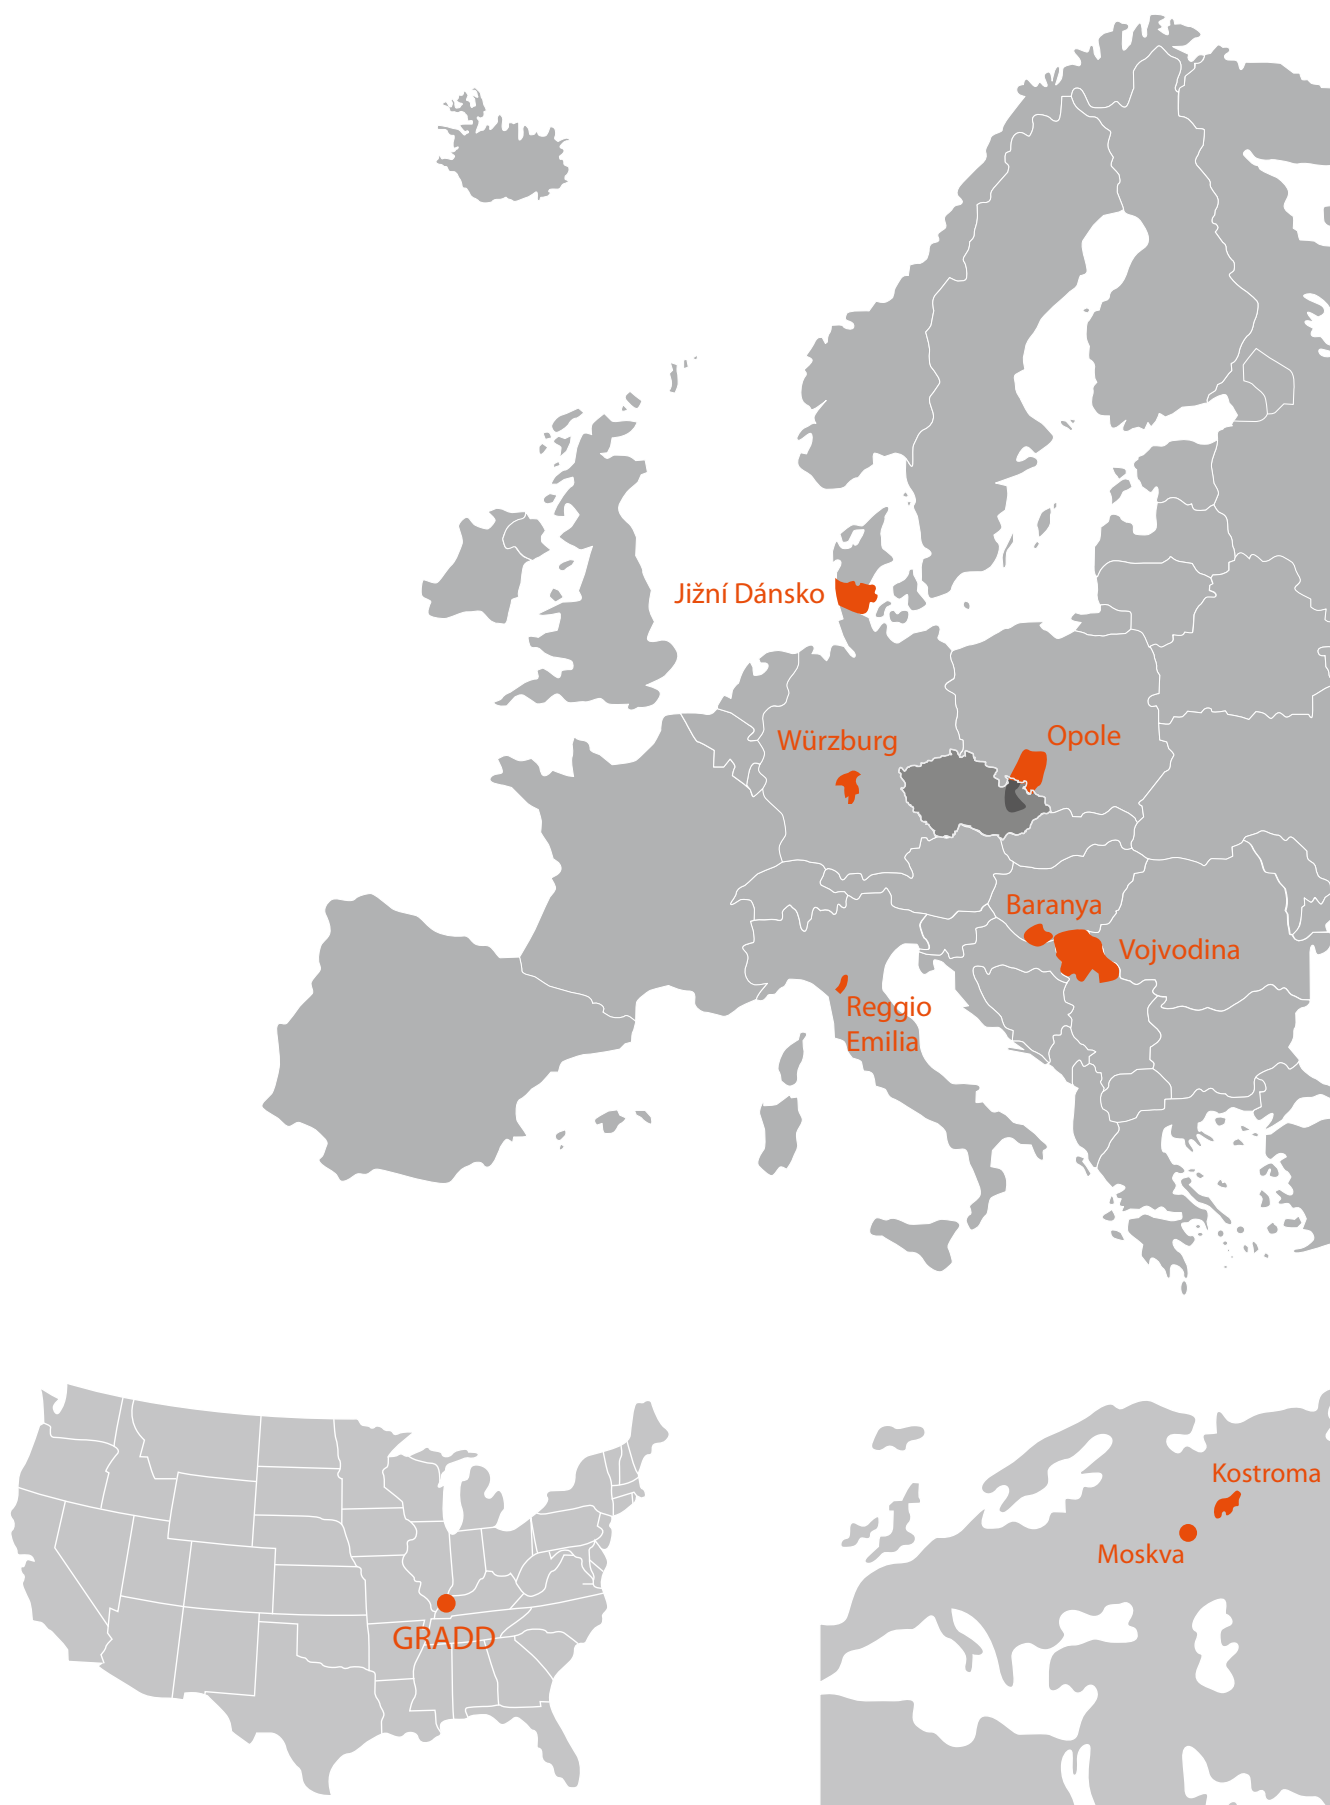 Jižní Dánsko
Würzburg
Opole
Baranya
Vojvodina
Reggio
Emilia
Kostroma
Moskva
GRADD